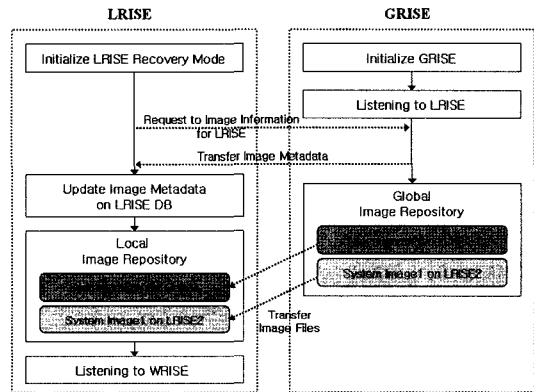 LRISE
GRISE
Initialize LRISE Recovery Mode
Initialize GRISE
Listening to LRISE
Request to Image Information
for LRISE
Transfer Image Metadata
Update Image Metadata
on LRISE DB
Global
Image Repository
Local
Image Repository
System Image1 on LRISE2
System Image1 on LRISE2
Transfer
Image Files
Listening to WRISE